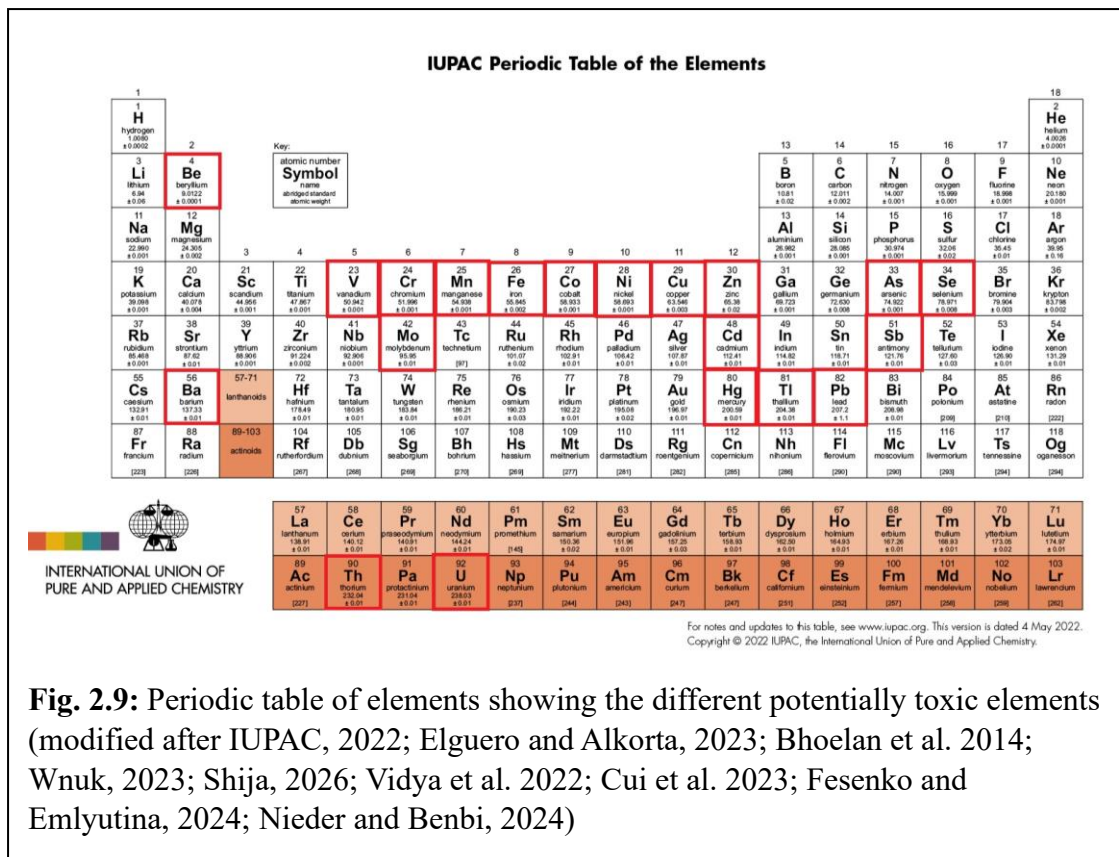 IUPAC Periodic Table of the Elements
1 18
1 2
H He
hydrogen helium
1.0080 4.0026
± 0.0002 2 Key: 13 14 15 16 17 ± 0.0001
3 4 atomic number 5 6 7 8 9 10
Li Be Symbol B C N O F Ne
lithium beryllium name boron carbon nitrogen oxygen fluorine neon
6.94 9.0122 abridged standard 10.81 12.011 14.007 15.999 18.998 20.180
± 0.06 ± 0.0001 atomic weight ± 0.02 ± 0.002 ± 0.001 ± 0.001 ± 0.001 ± 0.001
11 12 13 14 15 16 17 18
Na Mg Al Si P S Cl Ar
sodium magnesium aluminium silicon phosphorus sulfur chlorine argon
22.990 24.305 26.982 28.085 30.974 32.06 35.45 39.95
± 0.001 ± 0.002 3 4 5 6 7 8 9 10 11 12 ± 0.001 ± 0.001 ± 0.001 ± 0.02 ± 0.01 ± 0.16
19 20 21 22 23 24 25 26 27 28 29 30 31 32 33 34 35 36
K Ca Sc Ti V Cr Mn Fe Co Ni Cu Zn Ga Ge As Se Br Kr
potassium calcium scandium titanium vanadium chromium manganese iron cobalt nickel copper zinc gallium germanium arsenic selenium bromine krypton
39.098 40.078 44.956 47.867 50.942 51.996 54.938 55.845 58.933 58.693 63.546 65.38 69.723 72.630 74.922 78.971 79.904 83.798
± 0.001 ± 0.004 ± 0.001 ± 0.001 ± 0.001 ± 0.001 ± 0.001 ± 0.002 ± 0.001 ± 0.001 ± 0.003 ± 0.02 ± 0.001 ± 0.008 ± 0.001 ± 0.008 ± 0.003 ± 0.002
37 38 39 40 41 42 43 44 45 46 47 48 49 50 51 52 53 54
Rb Sr Y Zr Nb Mo Tc Ru Rh Pd Ag Cd In Sn Sb Te I Xe
rubidium strontium yttrium zirconium niobium molybdenum technetium ruthenium rhodium palladium silver cadmium indium tin antimony tellurium iodine xenon
85.468 87.62 88.906 91.224 92.906 95.95 101.07 102.91 106.42 107.87 112.41 114.82 118.71 121.76 127.60 126.90 131.29
± 0.001 ± 0.01 ± 0.001 ± 0.002 ± 0.001 ± 0.01 [97] ± 0.02 ± 0.01 ± 0.01 ± 0.01 ± 0.01 ± 0.01 ± 0.01 ± 0.01 ± 0.03 ± 0.01 ± 0.01
55 56 57-71 72 73 74 75 76 77 78 79 80 81 82 83 84 85 86
Cs Ba Hf Ta W Re Os Ir Pt Au Hg Tl Pb Bi Po At Rn
caesium barium lanthanoids hafnium tantalum tungsten rhenium osmium iridium platinum gold mercury thallium lead bismuth polonium astatine radon
132.91 137.33 178.49 180.95 183.84 186.21 190.23 192.22 195.08 196.97 200.59 204.38 207.2 208.98
± 0.01 ± 0.01 ± 0.01 ± 0.01 ± 0.01 ± 0.01 ± 0.03 ± 0.01 ± 0.02 ± 0.01 ± 0.01 ± 0.01 ± 1.1 ± 0.01 [209] [210] [222]
87 88 89-103 104 105 106 107 108 109 110 111 112 113 114 115 116 117 118
Fr Ra Rf Db Sg Bh Hs Mt Ds Rg Cn Nh Fl Mc Lv Ts Og
francium radium actinoids rutherfordium dubnium seaborgium bohrium hassium meitnerium darmstadtium roentgenium copernicium nihonium flerovium moscovium livermorium tennessine oganesson
[223] [226] [267] [268] [269] [270] [269] [277] [281] [282] [285] [286] [290] [290] [293] [294] [294]
57 58 59 60 61 62 63 64 65 66 67 68 69 70 71
La Ce Pr Nd Pm Sm Eu Gd Tb Dy Ho Er Tm Yb Lu
lanthanum cerium praseodymium neodymium promethium samarium europium gadolinium terbium dysprosium holmium erbium thulium ytterbium lutetium
138.91 140.12 140.91 144.24 150.36 151.96 157.25 158.93 162.50 164.93 167.26 168.93 173.05 174.97
± 0.01 ± 0.01 ± 0.01 ± 0.01 [145] ± 0.02 ± 0.01 ± 0.03 ± 0.01 ± 0.01 ± 0.01 ± 0.01 ± 0.01 ± 0.02 ± 0.01
89 90 91 92 93 94 95 96 97 98 99 100 101 102 103
Ac Th Pa U Np Pu Am Cm Bk Cf Es Fm Md No Lr
actinium thorium protactinium uranium neptunium plutonium americium curium berkelium californium einsteinium fermium mendelevium nobelium lawrencium
232.04 231.04 238.03
[227] ± 0.01 ± 0.01 ± 0.01 [237] [244] [243] [247] [247] [251] [252] [257] [258] [259] [262]
INTERNATIONAL UNION OF
PURE AND APPLIED CHEMISTRY
For notes and updates to this table, see www.iupac.org. This version is dated 4 May 2022.
Copyright © 2022 IUPAC, the International Union of Pure and Applied Chemistry.
Fig. 2.9: Periodic table of elements showing the different potentially toxic elements
(modified after IUPAC, 2022; Elguero and Alkorta, 2023; Bhoelan et al. 2014;
Wnuk, 2023; Shija, 2026; Vidya et al. 2022; Cui et al. 2023; Fesenko and
Emlyutina, 2024; Nieder and Benbi, 2024)